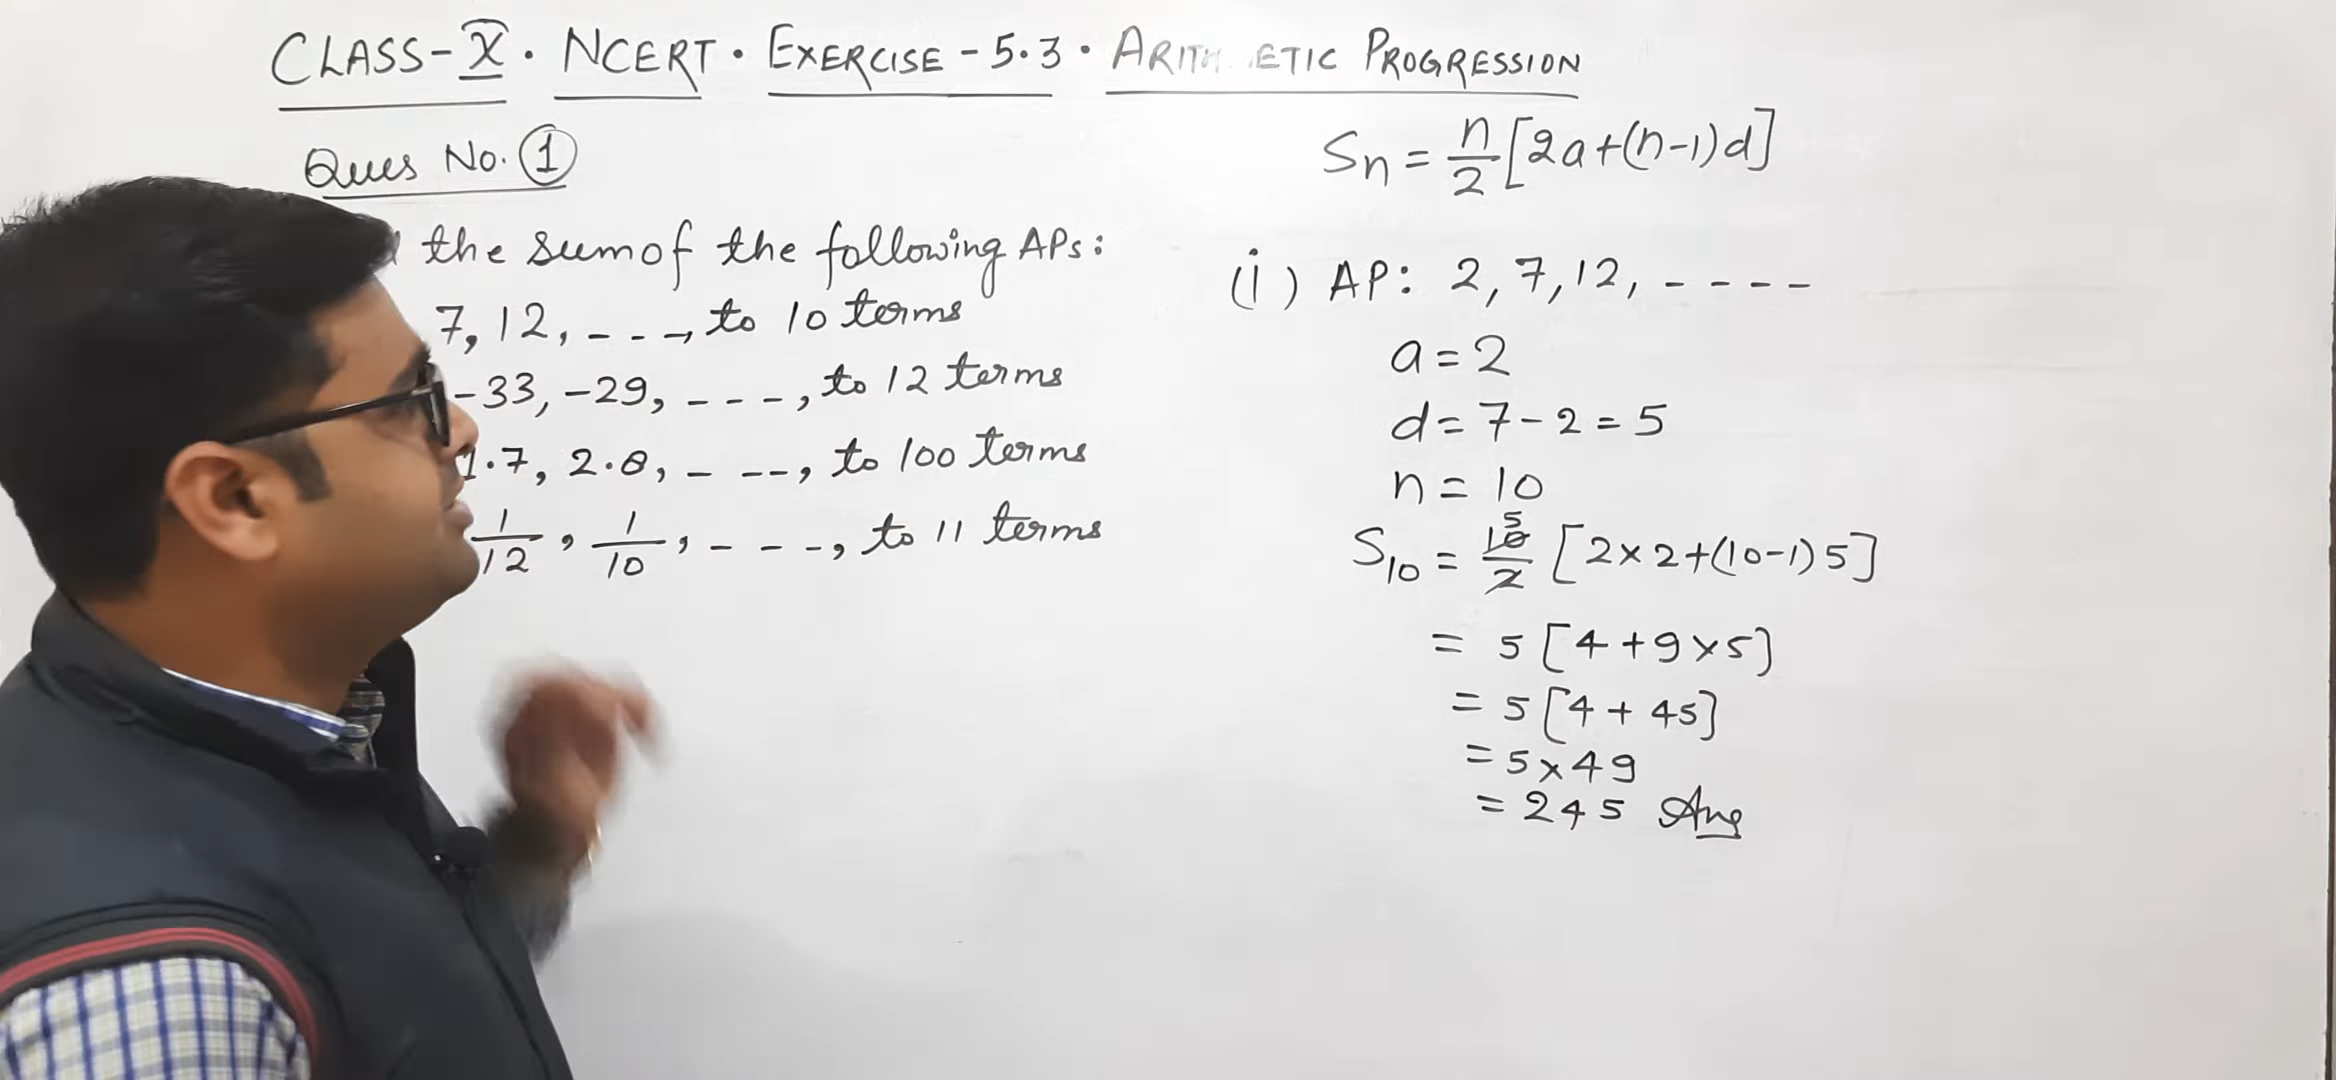 CLASS-X · NCERT · EXERCISE - 5.3 · ARITHMETIC PROGRESSION
Ques No. 1
the sum of the following APs:
7, 12, - - -, to 10 terms
-33, -29, - - - , to 12 terms
1.7, 2.8, - - - , to 100 terms
1/12 , 1/10 , - - - , to 11 terms
Sn = n/2 [2a+(n-1)d]
(i) AP: 2, 7, 12, - - - -
a = 2
d = 7 - 2 = 5
n = 10
5
S10 = 10/2 [2×2+(10-1)5]
= 5 [4 + 9×5]
= 5 [4 + 45]
= 5×49
= 245 Ans